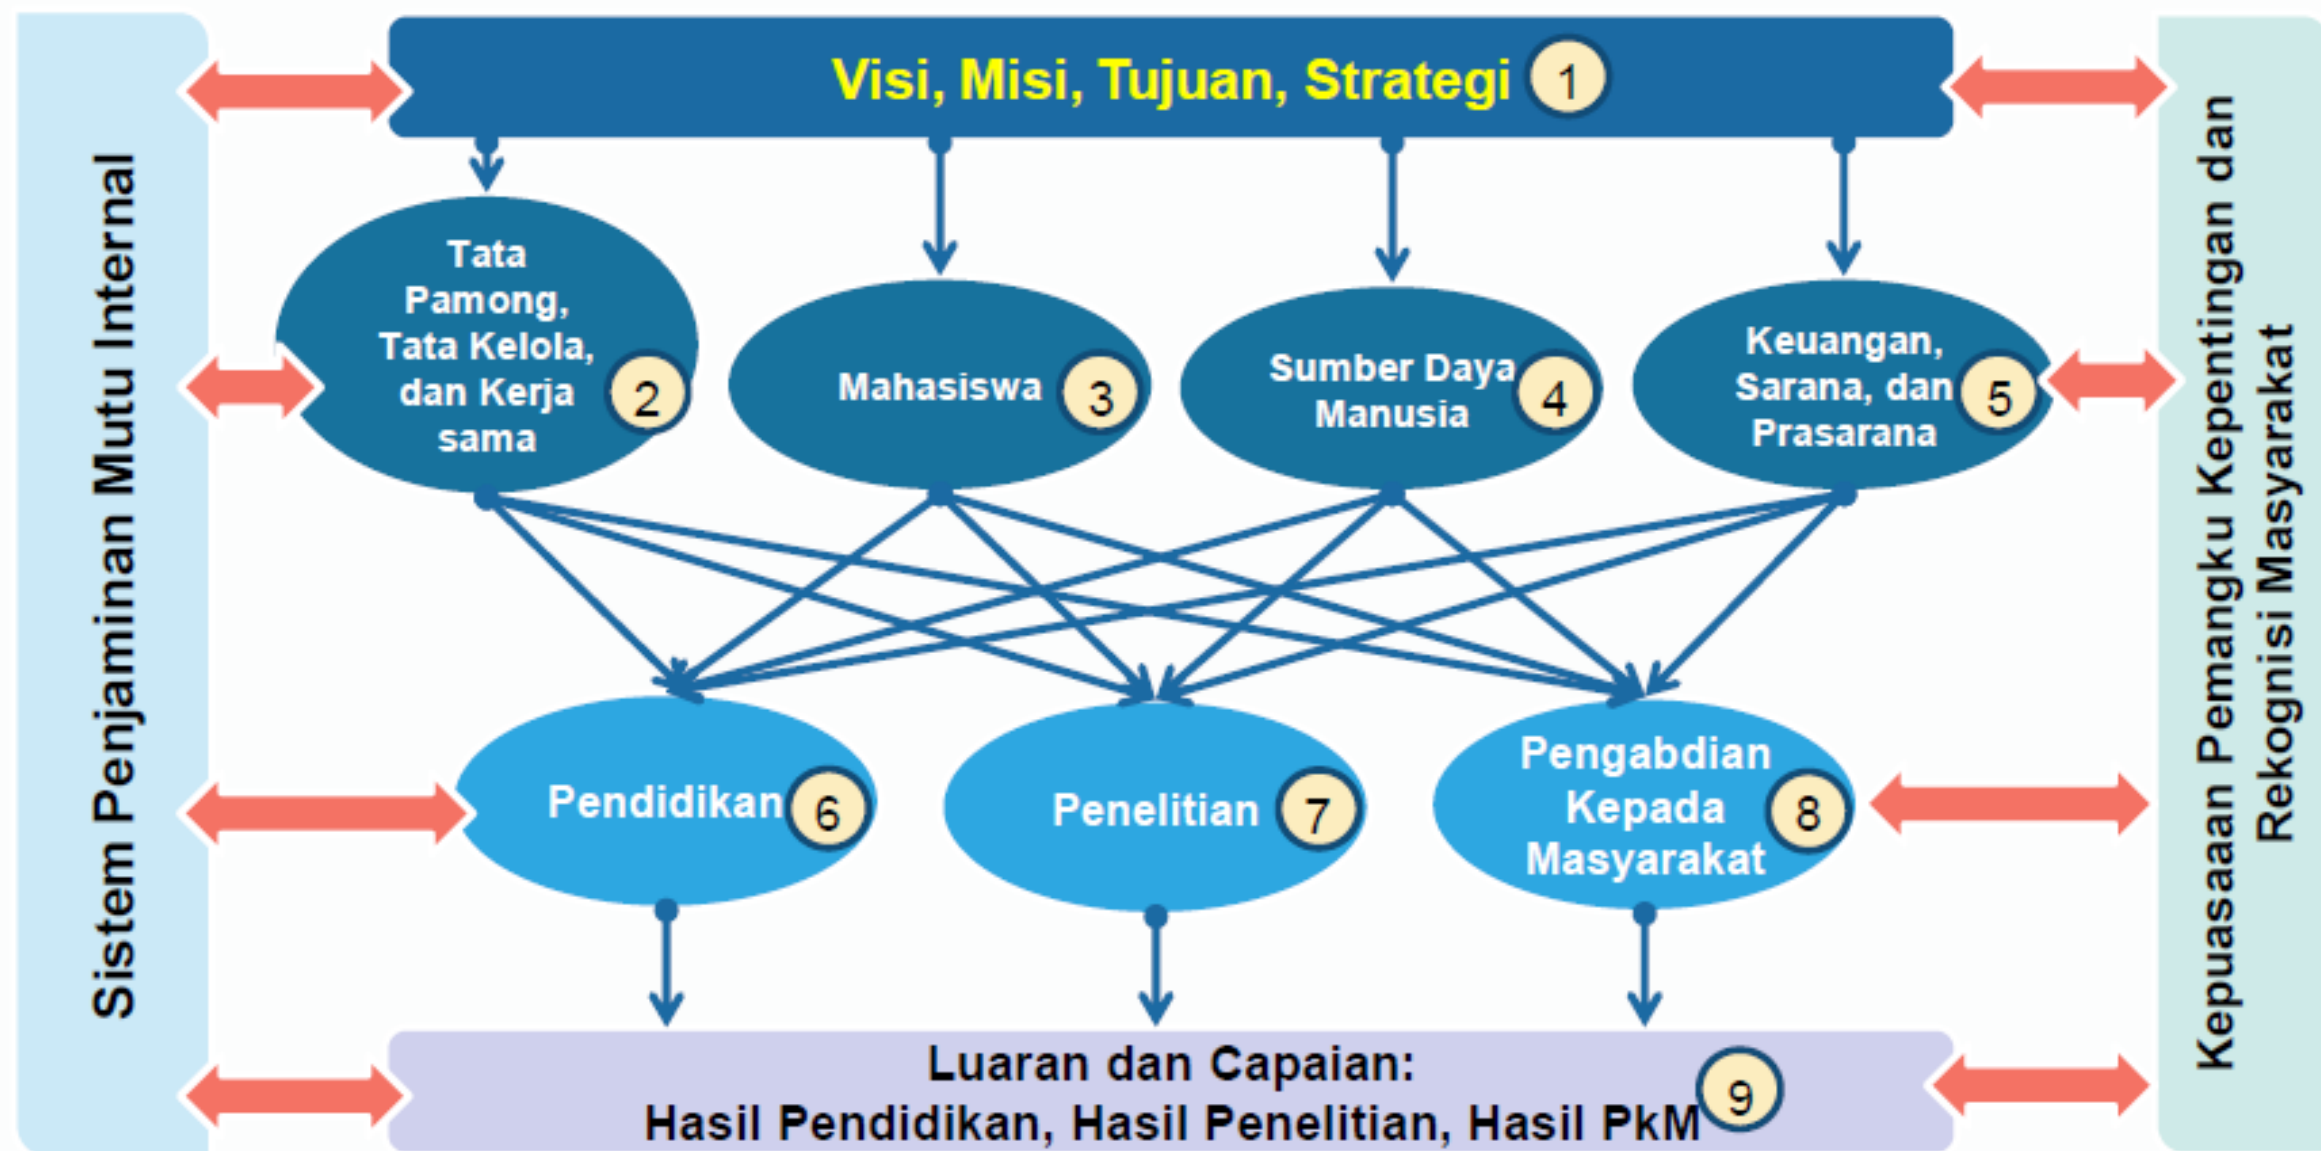 Visi, Misi, Tujuan, Strategi 1
Sistem Penjaminan Mutu Internal
Tata
Pamong,
Tata Kelola,
dan Kerja
sama
2
Mahasiswa 3
Sumber Daya
Manusia
4
Keuangan,
Sarana, dan
Prasarana
5
Pendidikan 6
Penelitian 7
Pengabdian
Kepada
Masyarakat
8
Luaran dan Capaian:
Hasil Pendidikan, Hasil Penelitian, Hasil PkM
9
Kepuasaan Pemangku Kepentingan dan
Rekognisi Masyarakat